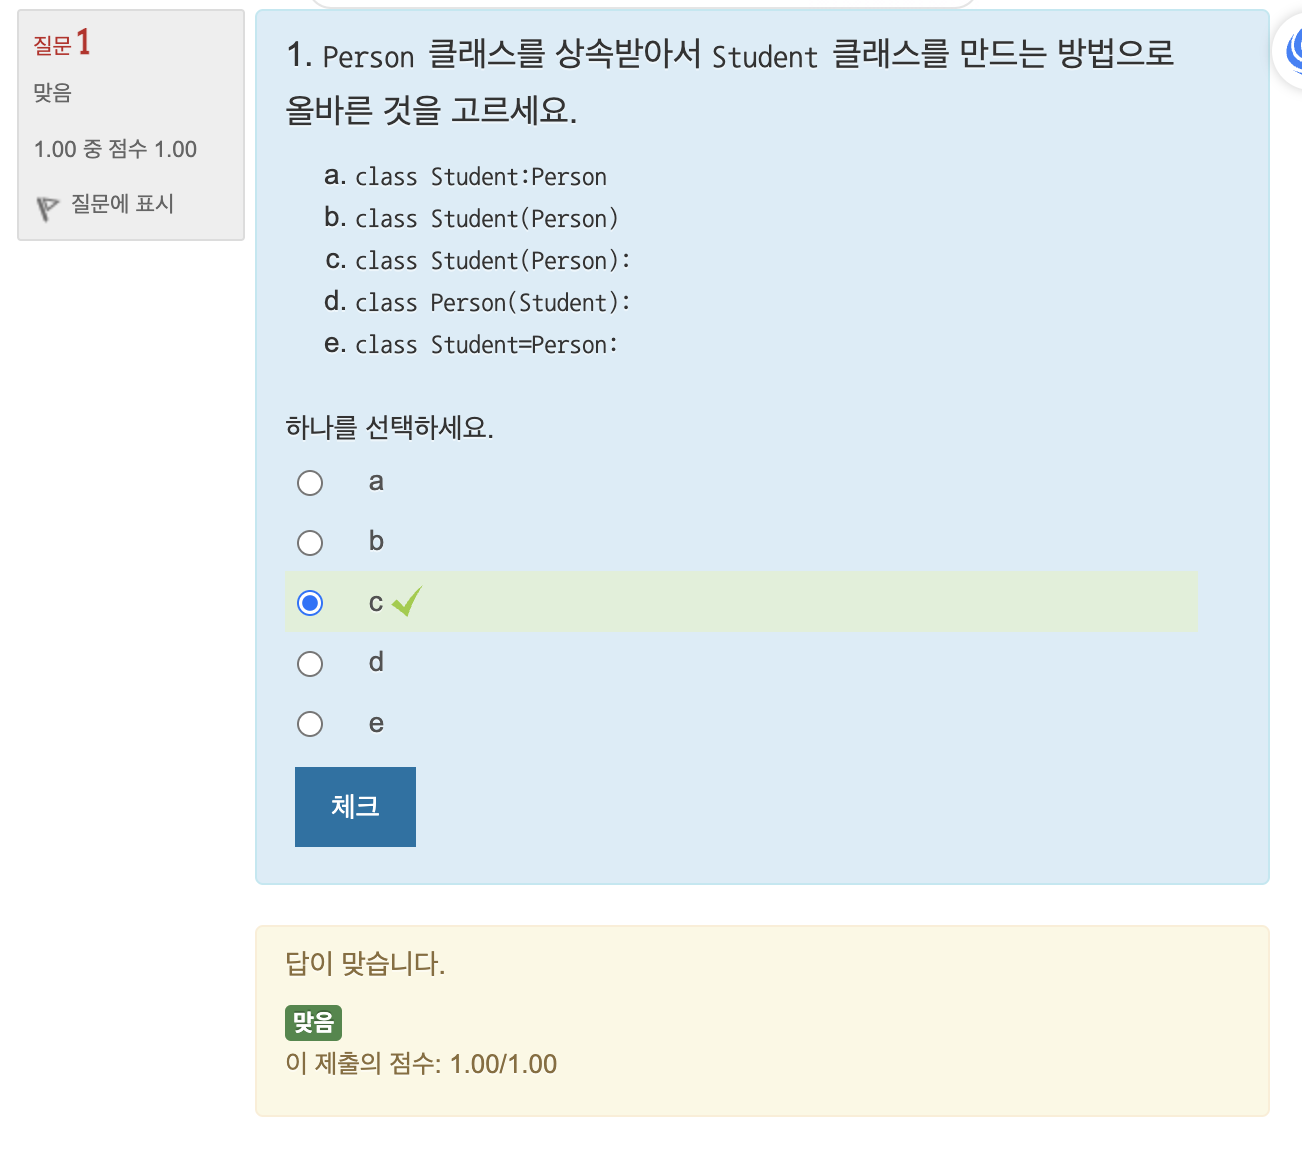 질문 1
맞음
1.00 중 점수 1.00
질문에 표시
1. Person 클래스를 상속받아서 Student 클래스를 만드는 방법으로
올바른 것을 고르세요.
a. class Student:Person
b. class Student(Person)
c. class Student(Person):
d. class Person(Student):
e. class Student=Person:
하나를 선택하세요.
a
b
c
d
e
체크
답이 맞습니다.
맞음
이 제출의 점수: 1.00/1.00